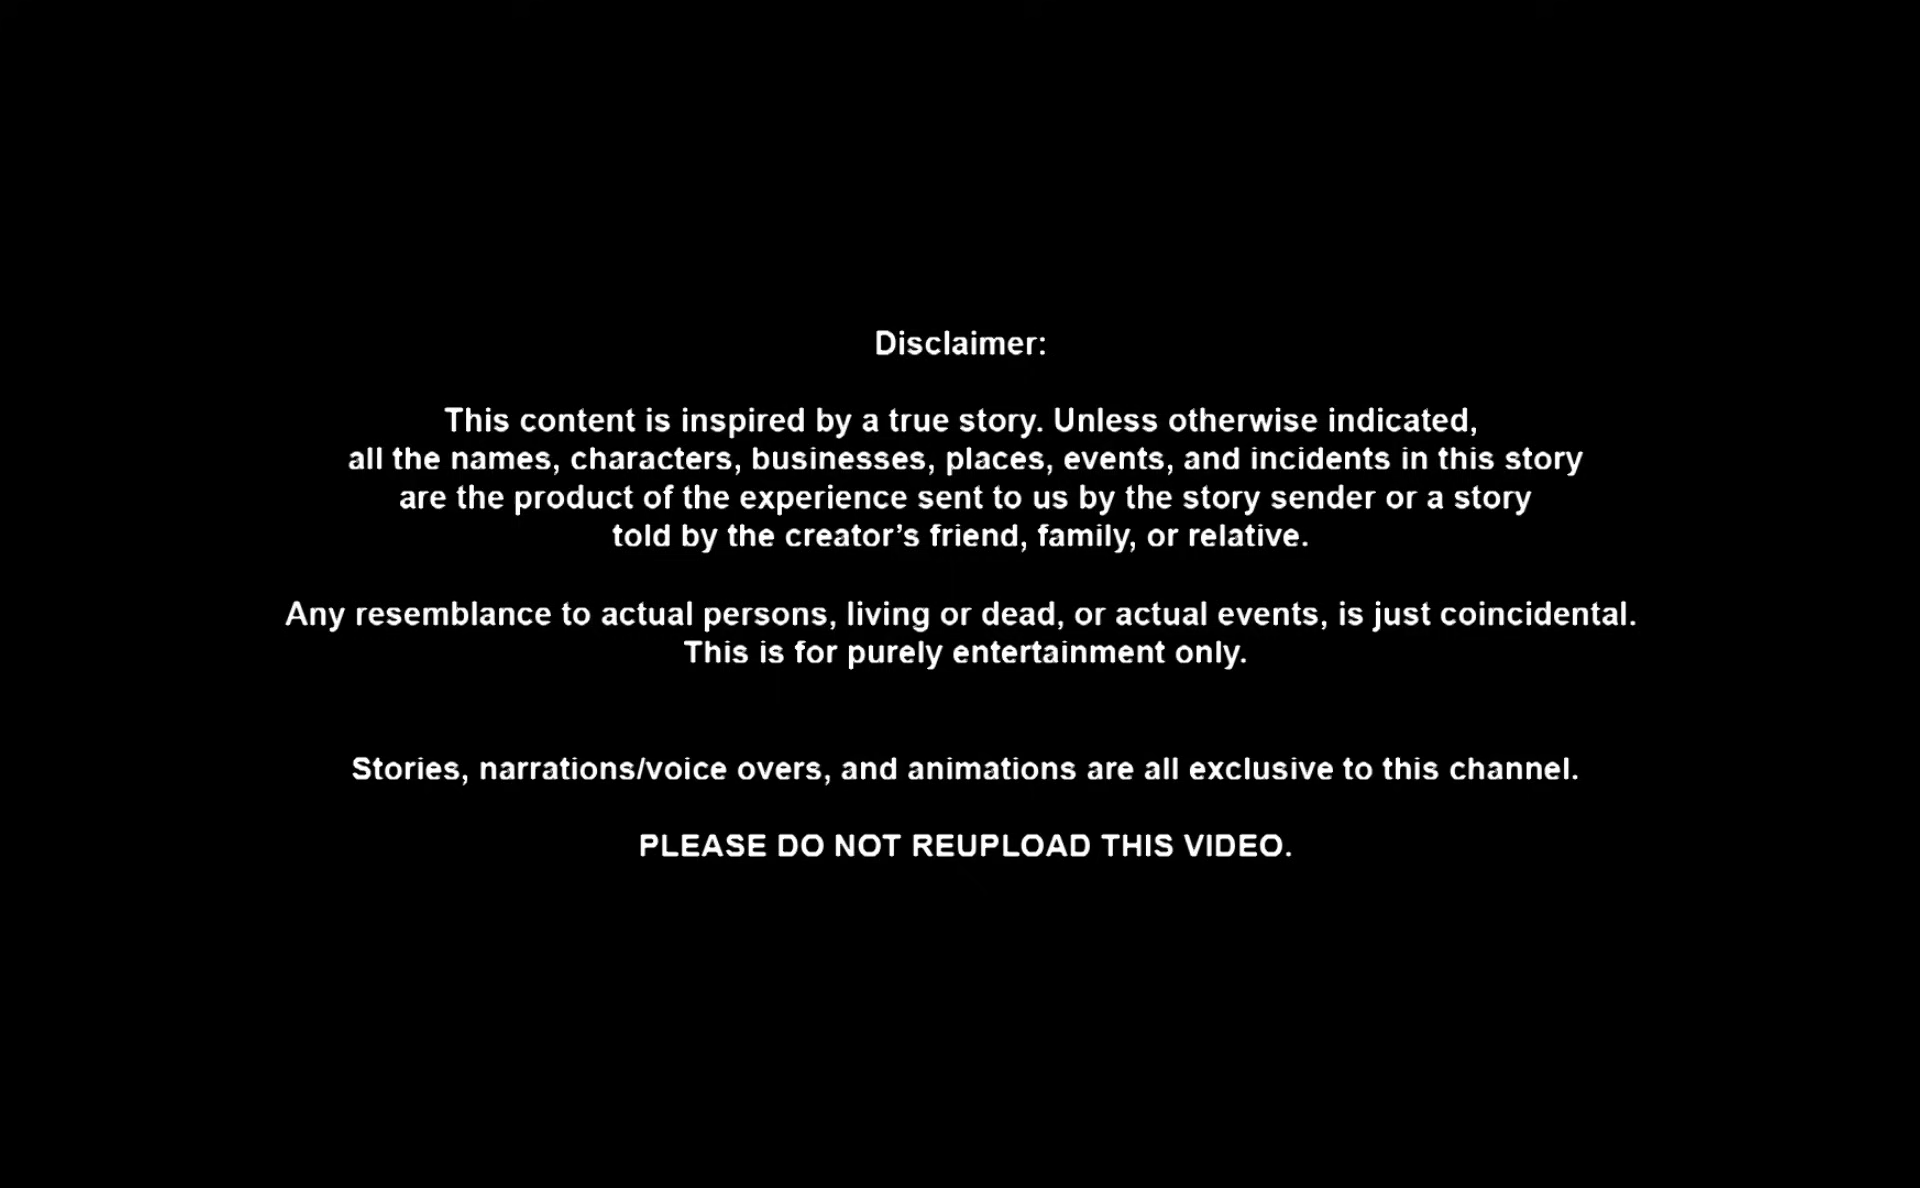 Disclaimer:
This content is inspired by a true story. Unless otherwise indicated,
all the names, characters, businesses, places, events, and incidents in this story
are the product of the experience sent to us by the story sender or a story
told by the creator’s friend, family, or relative.
Any resemblance to actual persons, living or dead, or actual events, is just coincidental.
This is for purely entertainment only.
Stories, narrations/voice overs, and animations are all exclusive to this channel.
PLEASE DO NOT REUPLOAD THIS VIDEO.